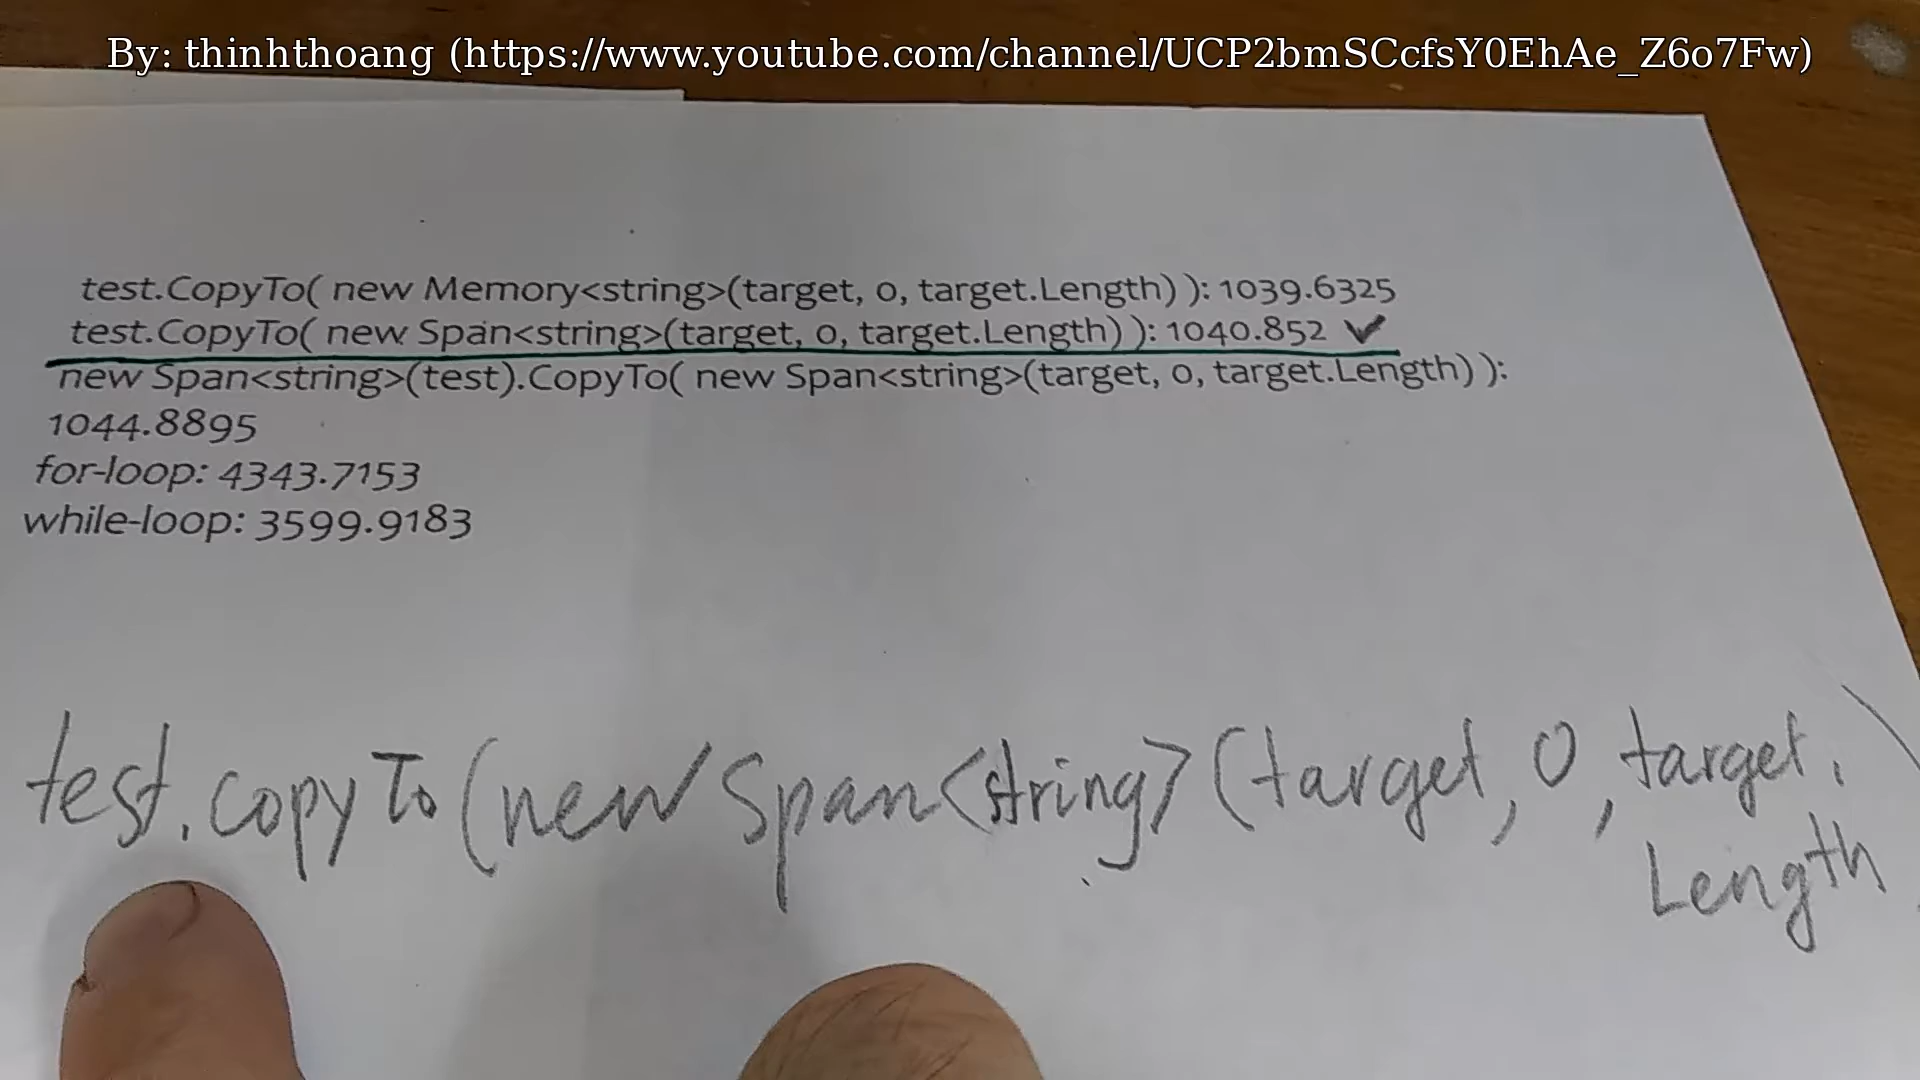 By: thinhthoang (https://www.youtube.com/channel/UCP2bmSCcfsY0EhAe_Z6o7Fw)
test.CopyTo( new Memory<string>(target, 0, target.Length) ): 1039.6325
test.CopyTo( new Span<string>(target, 0, target.Length) ): 1040.852 ✓
new Span<string>(test).CopyTo( new Span<string>(target, 0, target.Length) ):
1044.8895
for-loop: 4343.7153
while-loop: 3599.9183
test.copyTo(new Span<string>(target, 0, target.)
Length